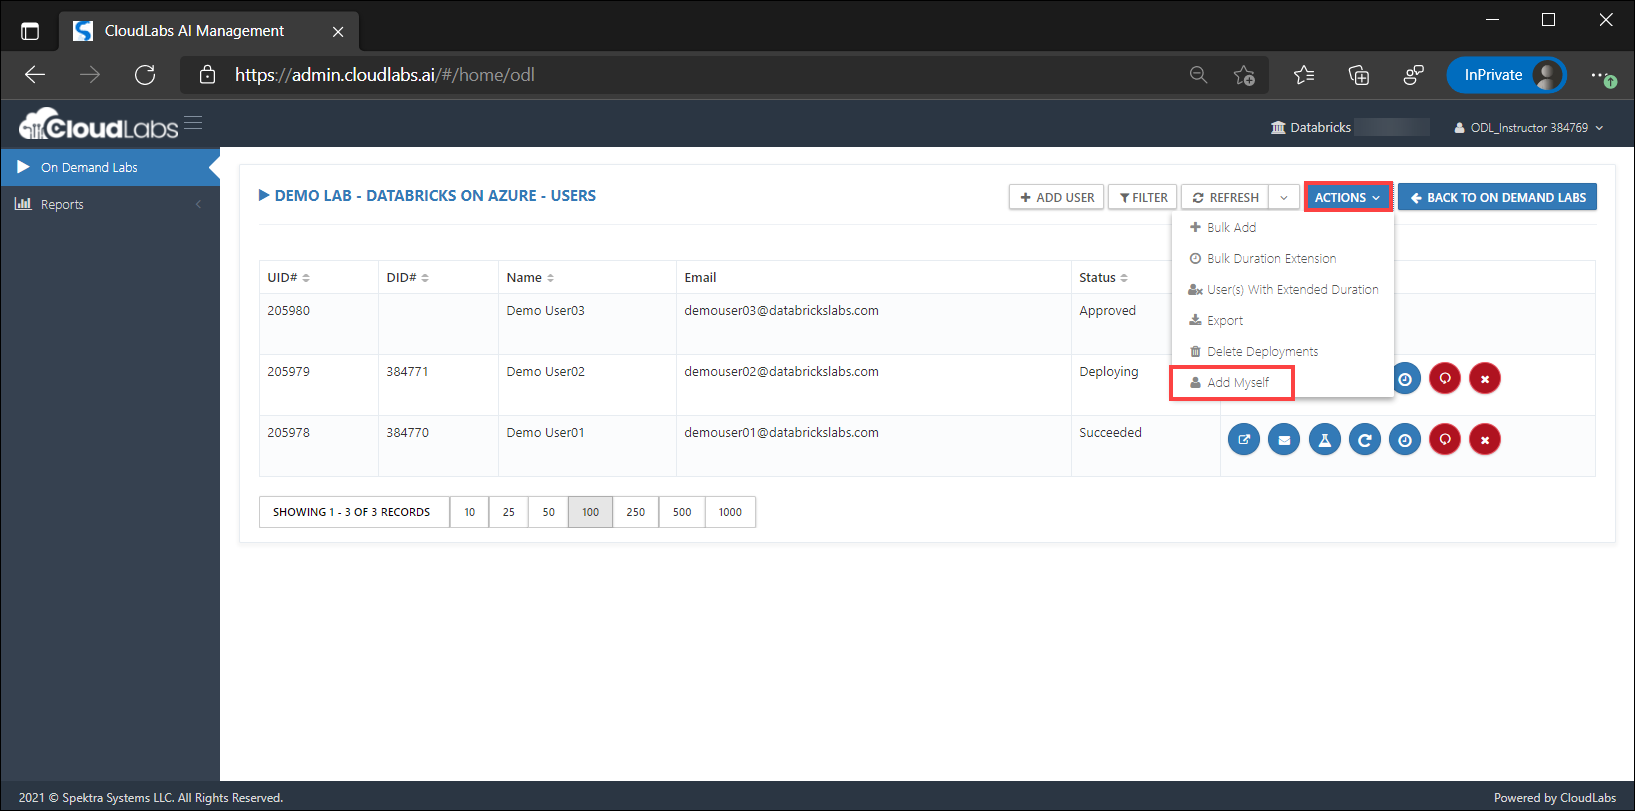 CloudLabs AI Management
https://admin.cloudlabs.ai/#/home/odl
InPrivate
CloudLabs
Databricks
ODL_Instructor 384769
On Demand Labs
Reports
DEMO LAB - DATABRICKS ON AZURE - USERS
ADD USER
FILTER
REFRESH
ACTIONS
BACK TO ON DEMAND LABS
Bulk Add
Bulk Duration Extension
User(s) With Extended Duration
Export
Delete Deployments
Add Myself
UID# DID# Name Email Status
205980 Demo User03 demouser03@databrickslabs.com Approved
205979 384771 Demo User02 demouser02@databrickslabs.com Deploying
205978 384770 Demo User01 demouser01@databrickslabs.com Succeeded
SHOWING 1 - 3 OF 3 RECORDS 10 25 50 100 250 500 1000
2021 © Spektra Systems LLC. All Rights Reserved.
Powered by CloudLabs